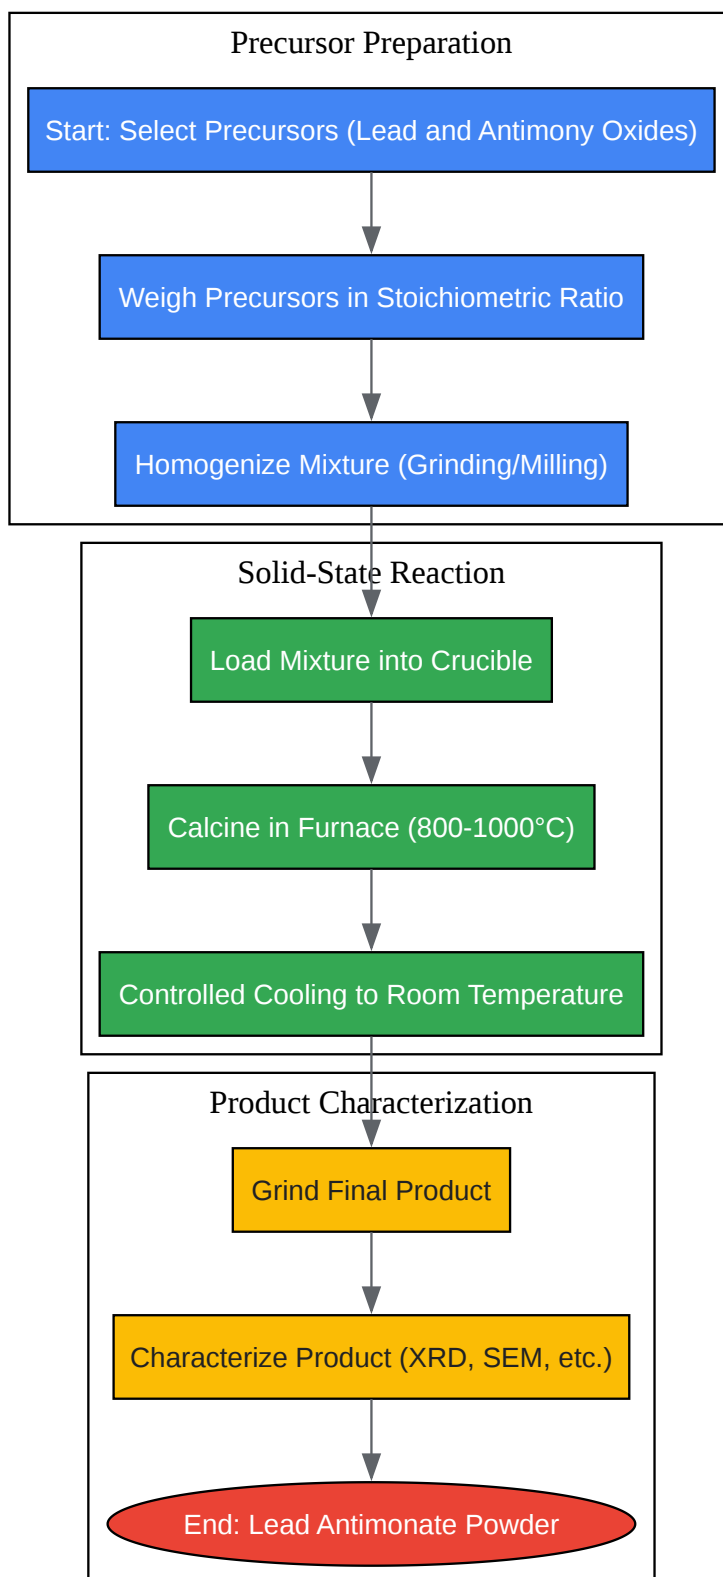 Precursor Preparation
Start: Select Precursors (Lead and Antimony Oxides)
Weigh Precursors in Stoichiometric Ratio
Homogenize Mixture (Grinding/Milling)
Solid-State Reaction
Load Mixture into Crucible
Calcine in Furnace (800-1000°C)
Controlled Cooling to Room Temperature
Product Characterization
Grind Final Product
Characterize Product (XRD, SEM, etc.)
End: Lead Antimonate Powder